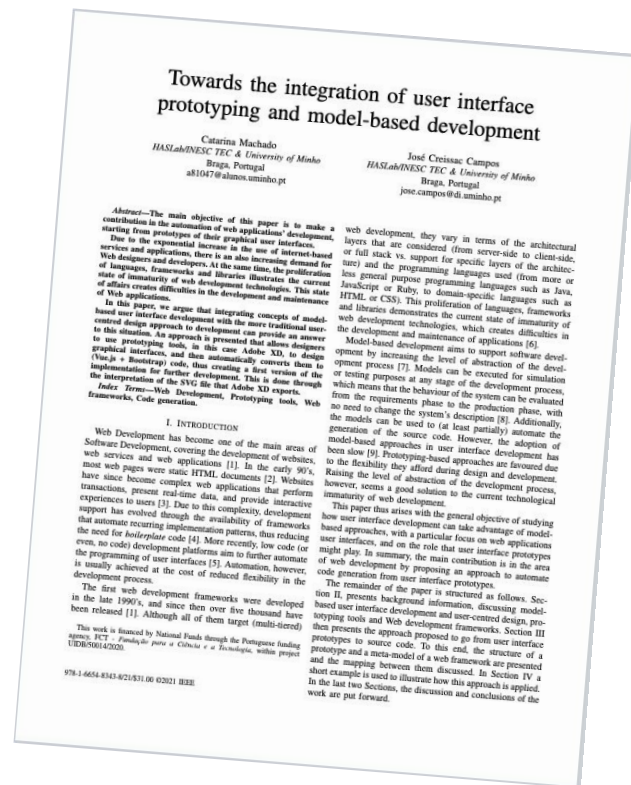 Towards the integration of user interface
prototyping and model-based development
Catarina Machado
HASLab/INESC TEC & University of Minho
Braga, Portugal
a81047@alunos.uminho.pt
José Creissac Campos
HASLab/INESC TEC & University of Minho
Braga, Portugal
jose.campos@di.uminho.pt
Abstract—The main objective of this paper is to make a
contribution in the automation of web applications' development,
starting from prototypes of their graphical user interfaces.
Due to the exponential increase in the use of internet-based
services and applications, there is an also increasing demand for
Web designers and developers. At the same time, the proliferation
of languages, frameworks and libraries illustrates the current
state of immaturity of web development technologies. This state
of affairs creates difficulties in the development and maintenance
of Web applications.
In this paper, we argue that integrating concepts of model-
based user interface development with the more traditional user-
centred design approach to development can provide an answer
to this situation. An approach is presented that allows designers
to use prototyping tools, in this case Adobe XD, to design
graphical interfaces, and then automatically converts them to
(Vue.js + Bootstrap) code, thus creating a first version of the
implementation for further development. This is done through
the interpretation of the SVG file that Adobe XD exports.
Index Terms—Web Development, Prototyping tools, Web
frameworks, Code generation.
I. INTRODUCTION
Web Development has become one of the main areas of
Software Development, covering the development of websites,
web services and web applications [1]. In the early 90's,
most web pages were static HTML documents [2]. Websites
have since become complex web applications that perform
transactions, present real-time data, and provide interactive
experiences to users [3]. Due to this complexity, development
support has evolved through the availability of frameworks
that automate recurring implementation patterns, thus reducing
the need for boilerplate code [4]. More recently, low code (or
even, no code) development platforms aim to further automate
the programming of user interfaces [5]. Automation, however,
is usually achieved at the cost of reduced flexibility in the
development process.
The first web development frameworks were developed
in the late 1990's, and since then over five thousand have
been released [1]. Although all of them target (multi-tiered)
This work is financed by National Funds through the Portuguese funding
agency, FCT - Fundação para a Ciência e a Tecnologia, within project
UIDB/50014/2020.
978-1-6654-8343-8/21/$31.00 ©2021 IEEE
web development, they vary in terms of the architectural
layers that are considered (from server-side to client-side,
or full stack vs. support for specific layers of the architec-
ture) and the programming languages used (from more or
less general purpose programming languages such as Java,
JavaScript or Ruby, to domain-specific languages such as
HTML or CSS). This proliferation of languages, frameworks
and libraries demonstrates the current state of immaturity of
web development technologies, which creates difficulties in
the development and maintenance of applications [6].
Model-based development aims to support software devel-
opment by increasing the level of abstraction of the devel-
opment process [7]. Models can be executed for simulation
or testing purposes at any stage of the development process,
which means that the behaviour of the system can be evaluated
from the requirements phase to the production phase, with
no need to change the system's description [8]. Additionally,
the models can be used to (at least partially) automate the
generation of the source code. However, the adoption of
model-based approaches in user interface development has
been slow [9]. Prototyping-based approaches are favoured due
to the flexibility they afford during design and development.
Raising the level of abstraction of the development process,
however, seems a good solution to the current technological
immaturity of web development.
This paper thus arises with the general objective of studying
how user interface development can take advantage of model-
based approaches, with a particular focus on web applications
user interfaces, and on the role that user interface prototypes
might play. In summary, the main contribution is in the area
of web development by proposing an approach to automate
code generation from user interface prototypes.
The remainder of the paper is structured as follows. Sec-
tion II, presents background information, discussing model-
based user interface development and user-centred design, pro-
totyping tools and Web development frameworks. Section III
then presents the approach proposed to go from user interface
prototypes to source code. To this end, the structure of a
prototype and a meta-model of a web framework are presented
and the mapping between them discussed. In Section IV a
short example is used to illustrate how this approach is applied.
In the last two Sections, the discussion and conclusions of the
work are put forward.